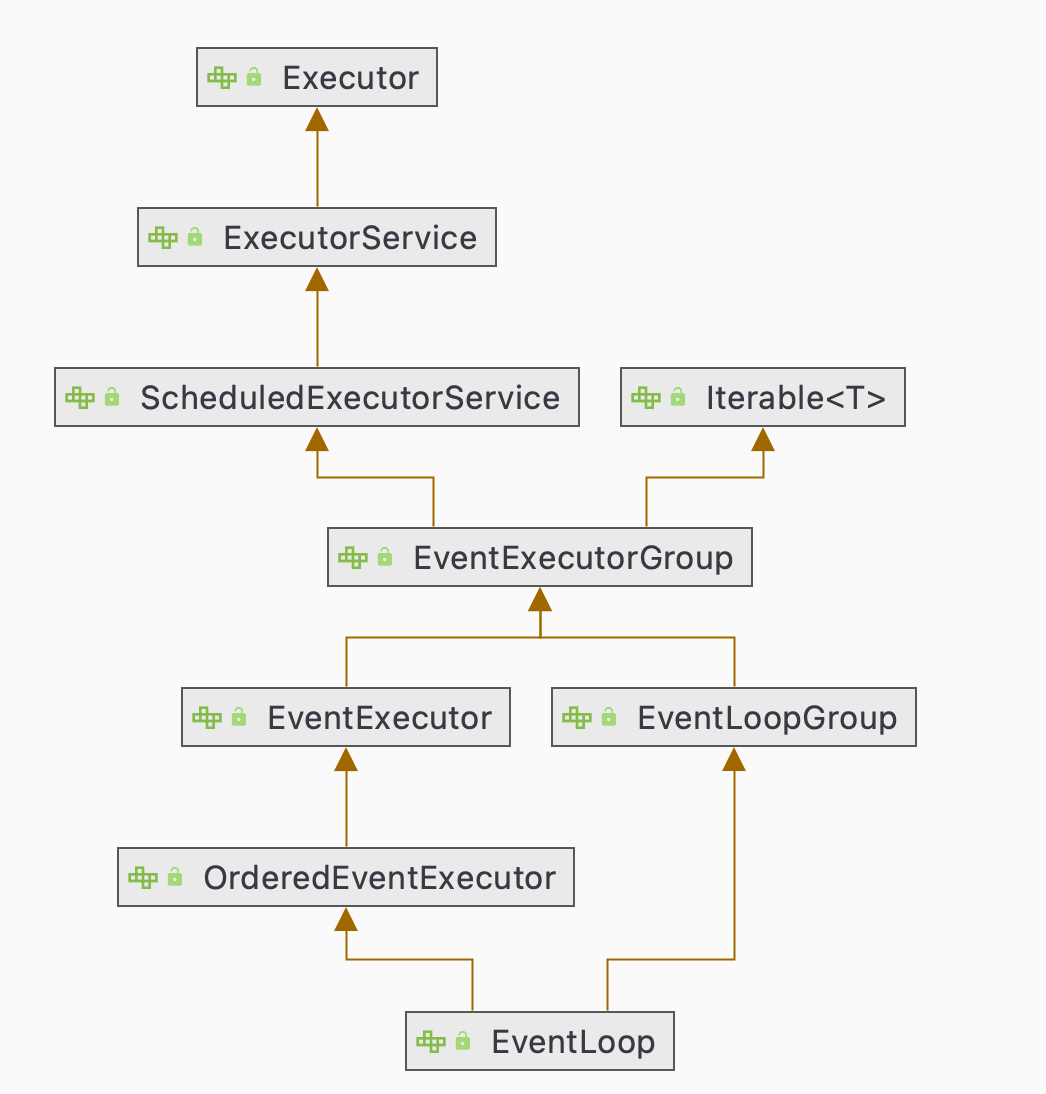 Executor
ExecutorService
ScheduledExecutorService
Iterable<T>
EventExecutorGroup
EventExecutor
EventLoopGroup
OrderedEventExecutor
EventLoop